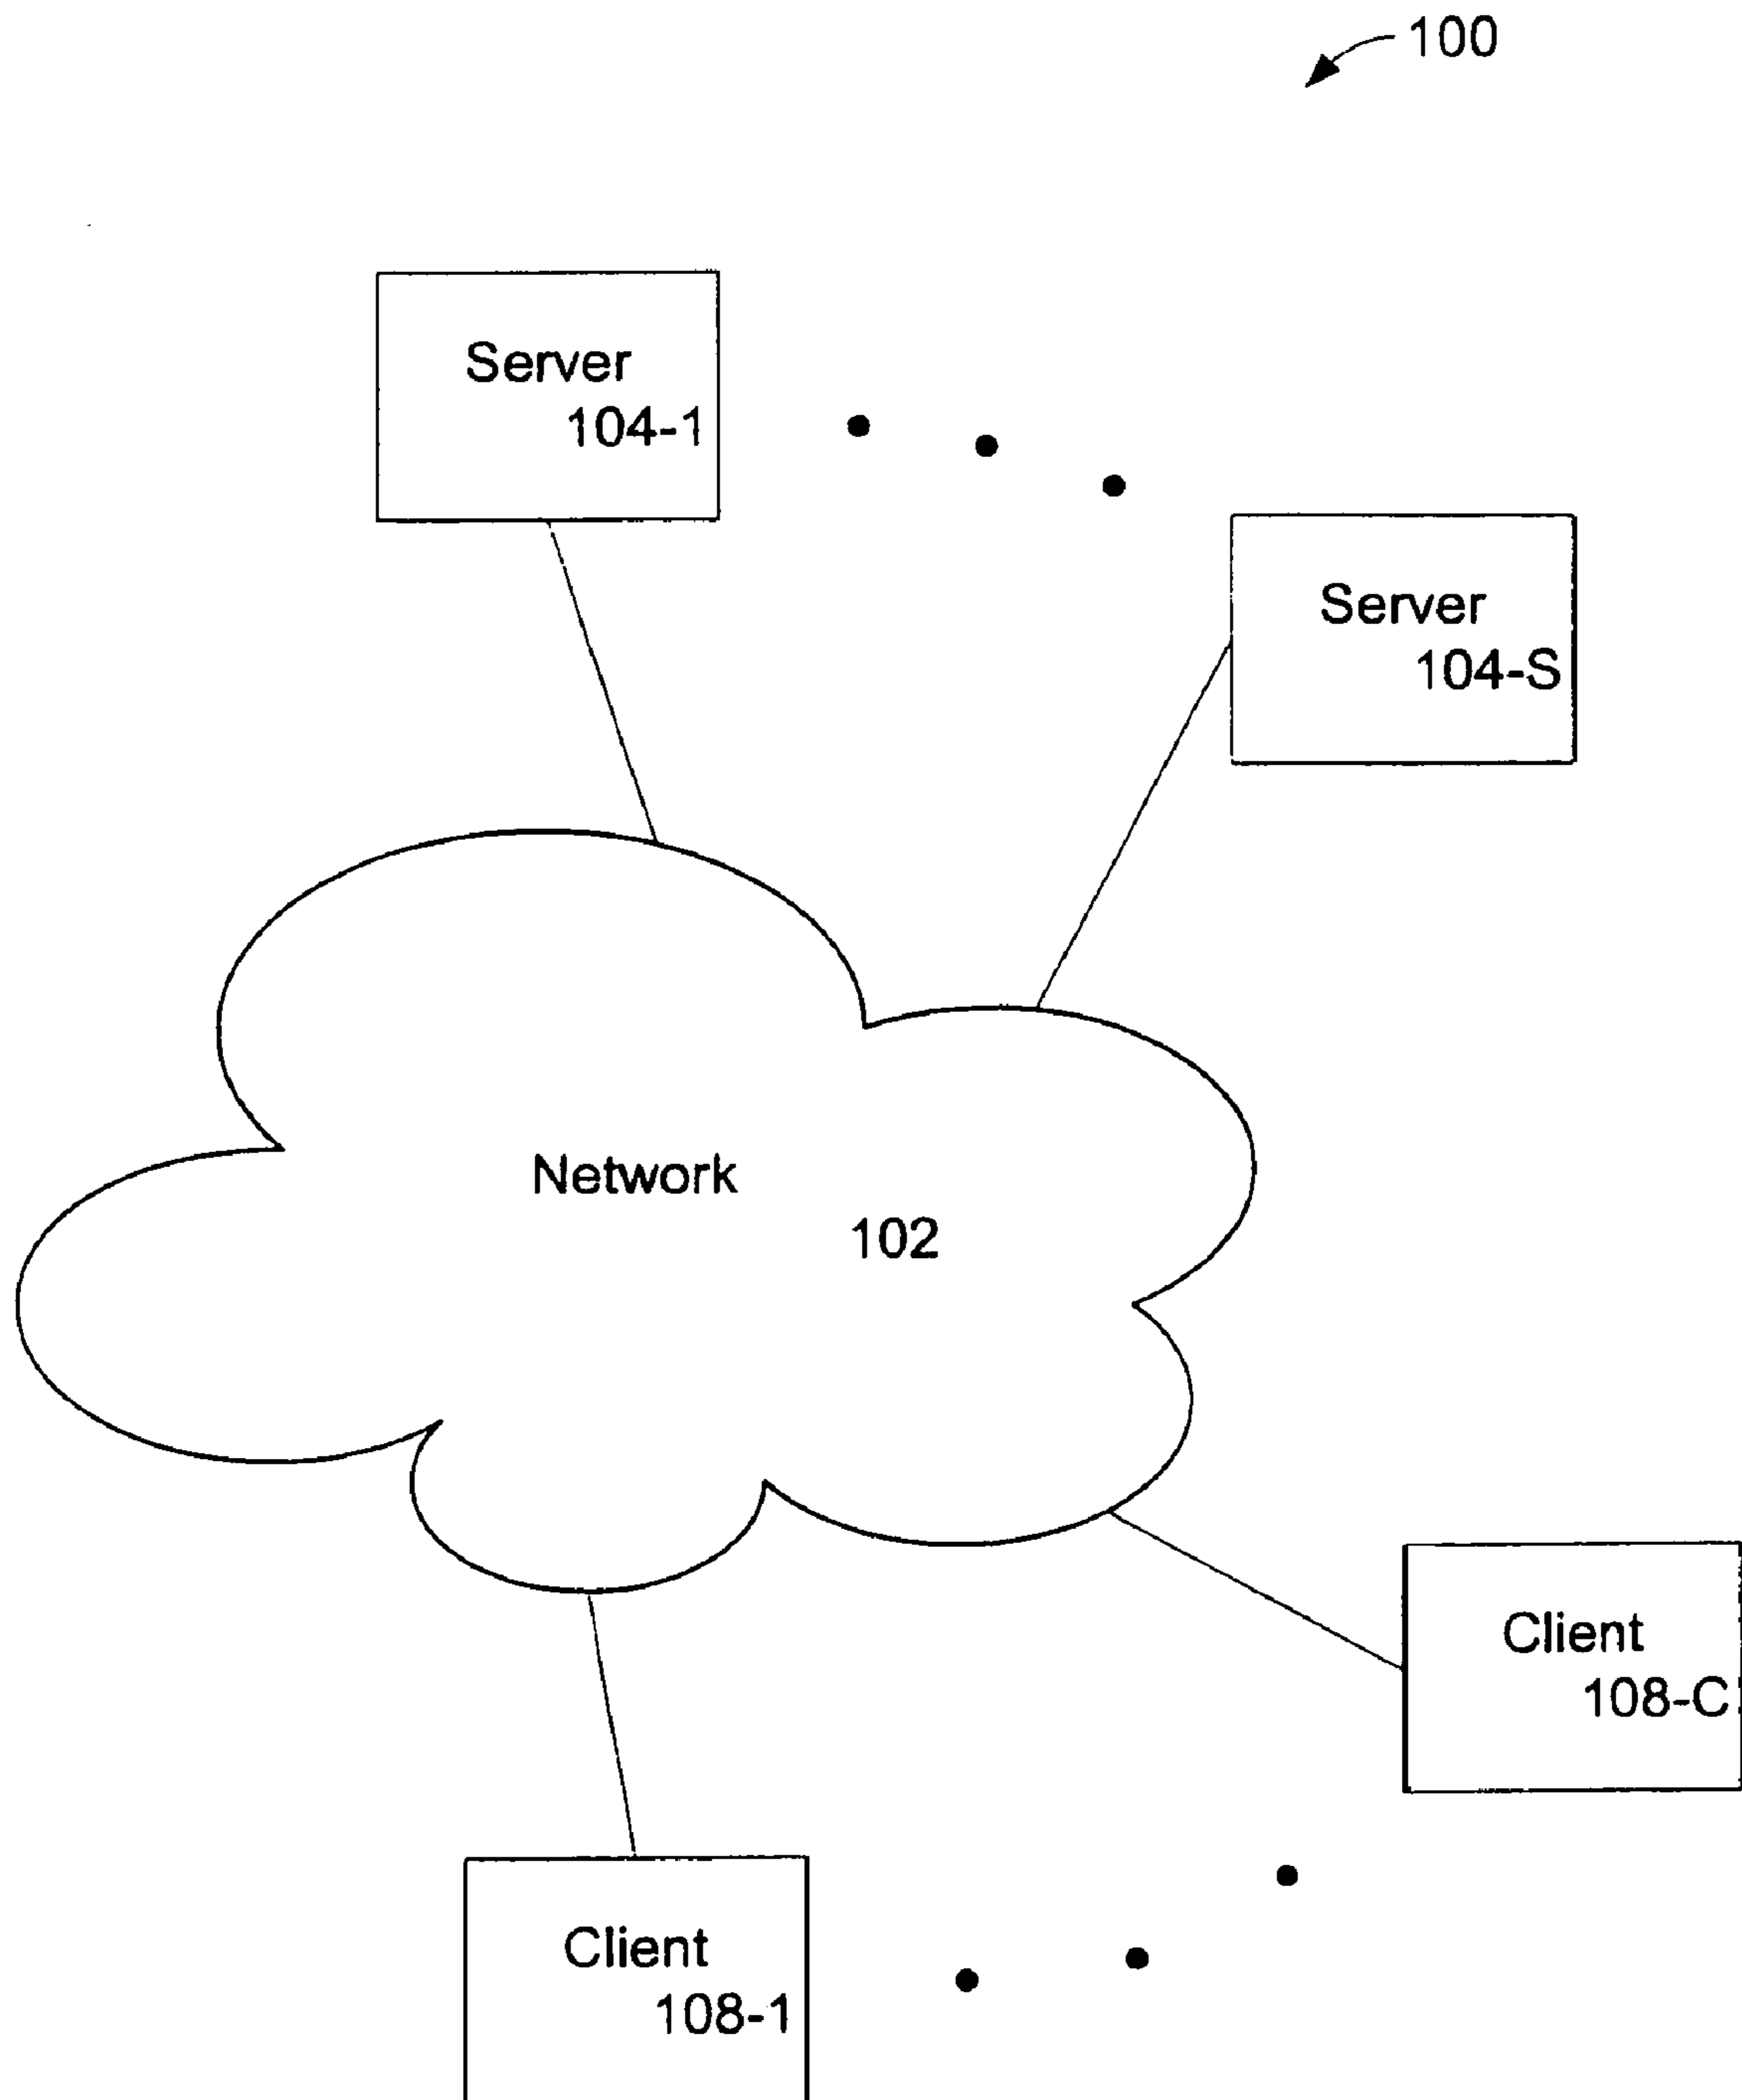 100
Server
104-1
Server
104-S
Network
102
Client
108-C
Client
108-1